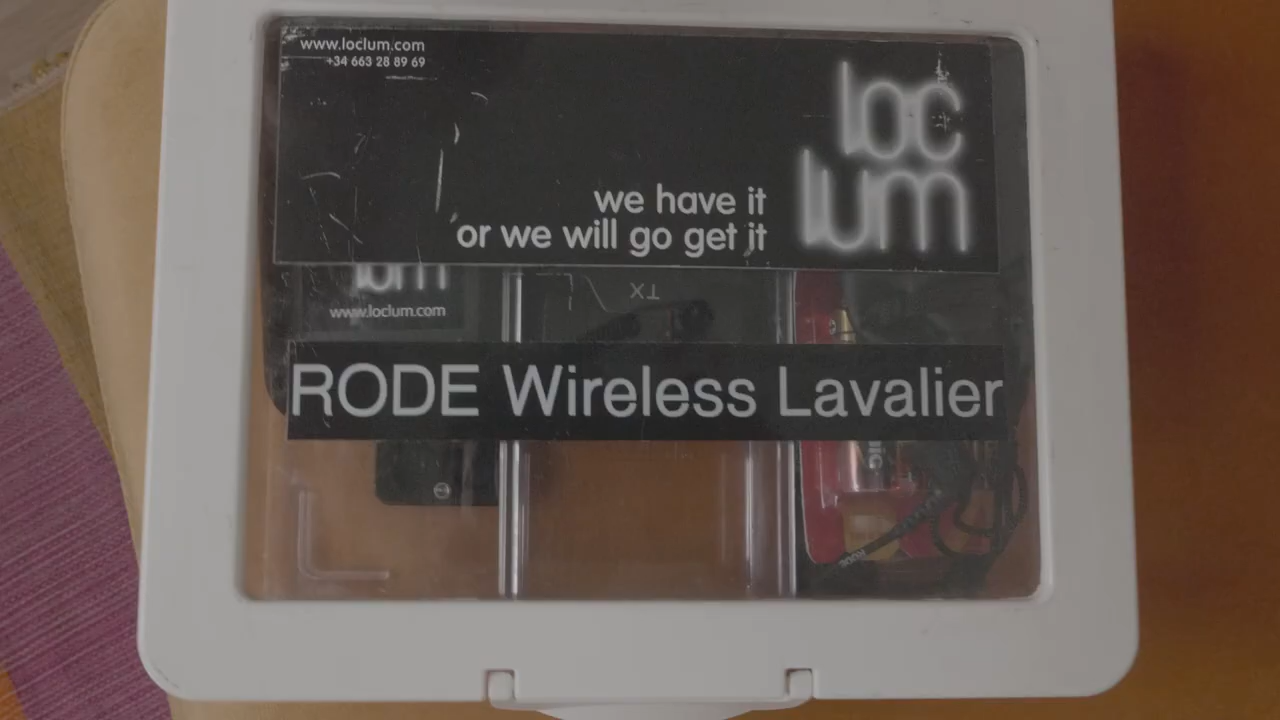 www.loclum.com
+34 663 28 89 69
loc
lum
we have it
or we will go get it
lum
www.loclum.com
TX
RODE Wireless Lavalier
RODE